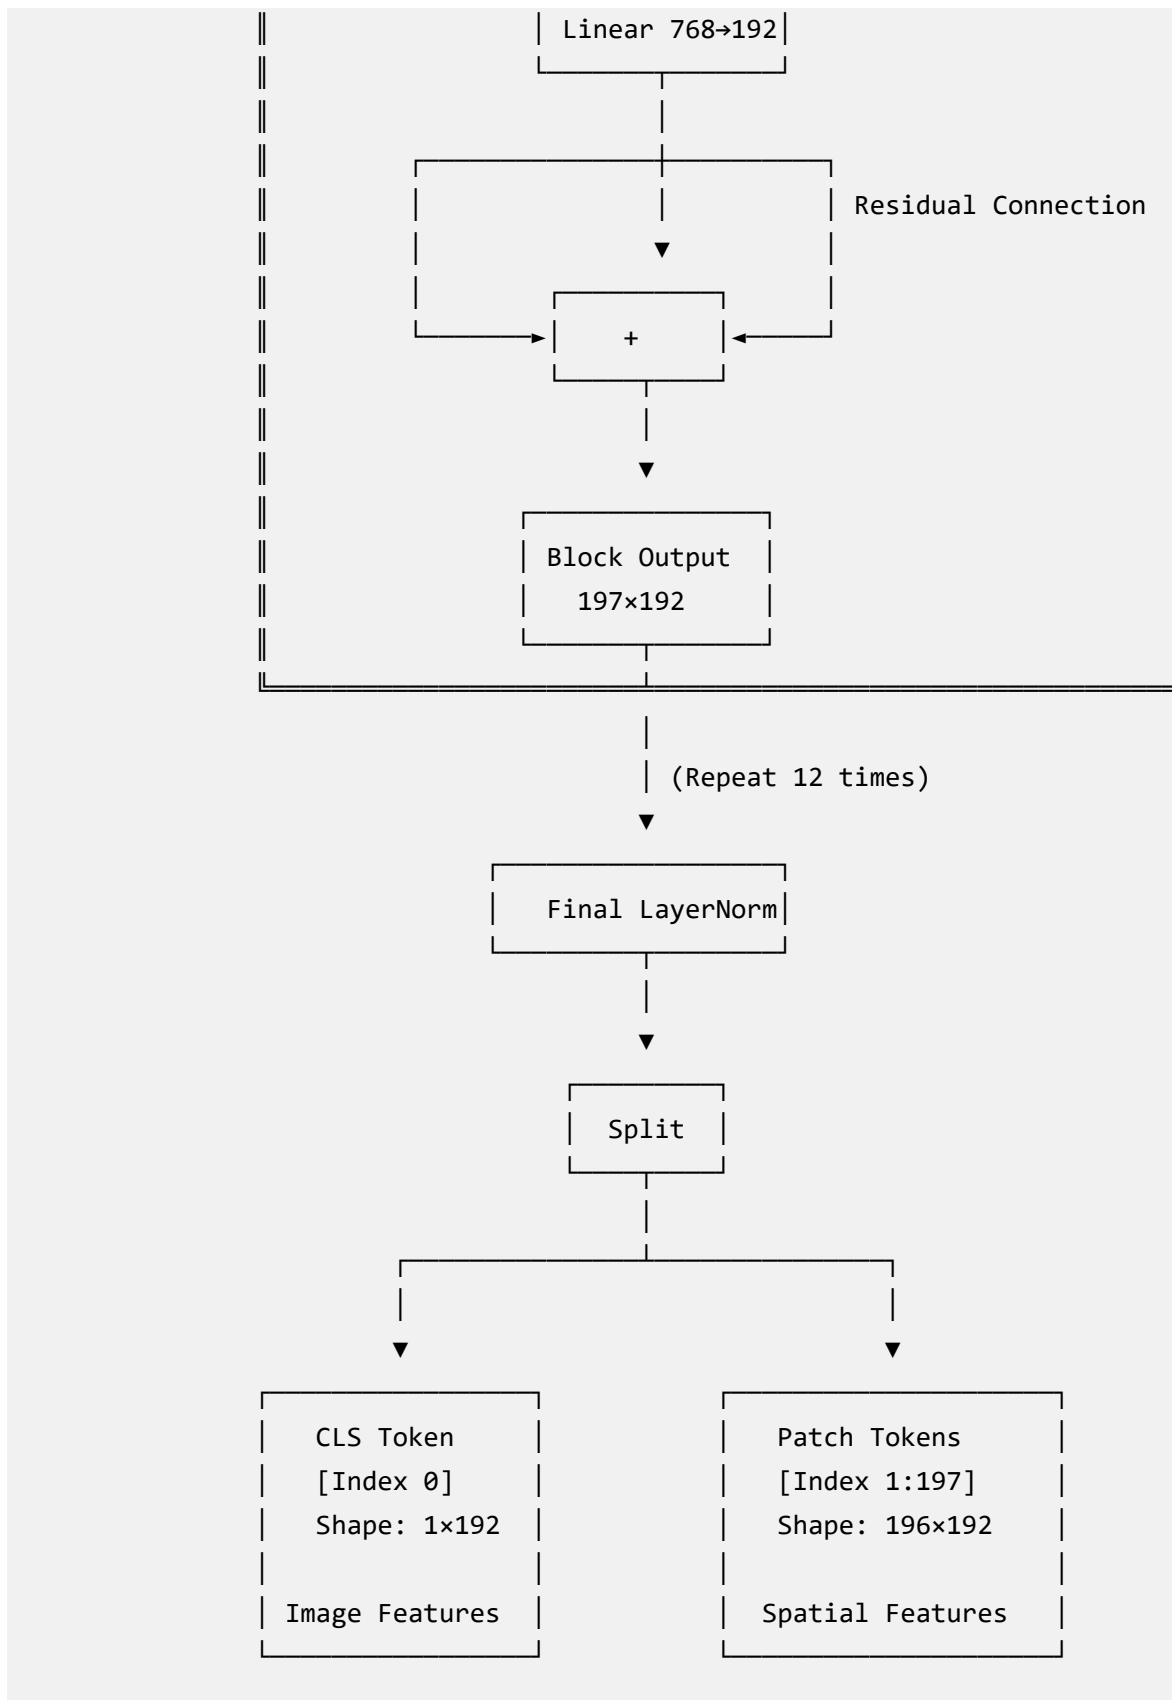 Linear 768→192
Residual Connection
+
Block Output
197×192
(Repeat 12 times)
Final LayerNorm
Split
CLS Token
[Index 0]
Shape: 1×192
Image Features
Patch Tokens
[Index 1:197]
Shape: 196×192
Spatial Features